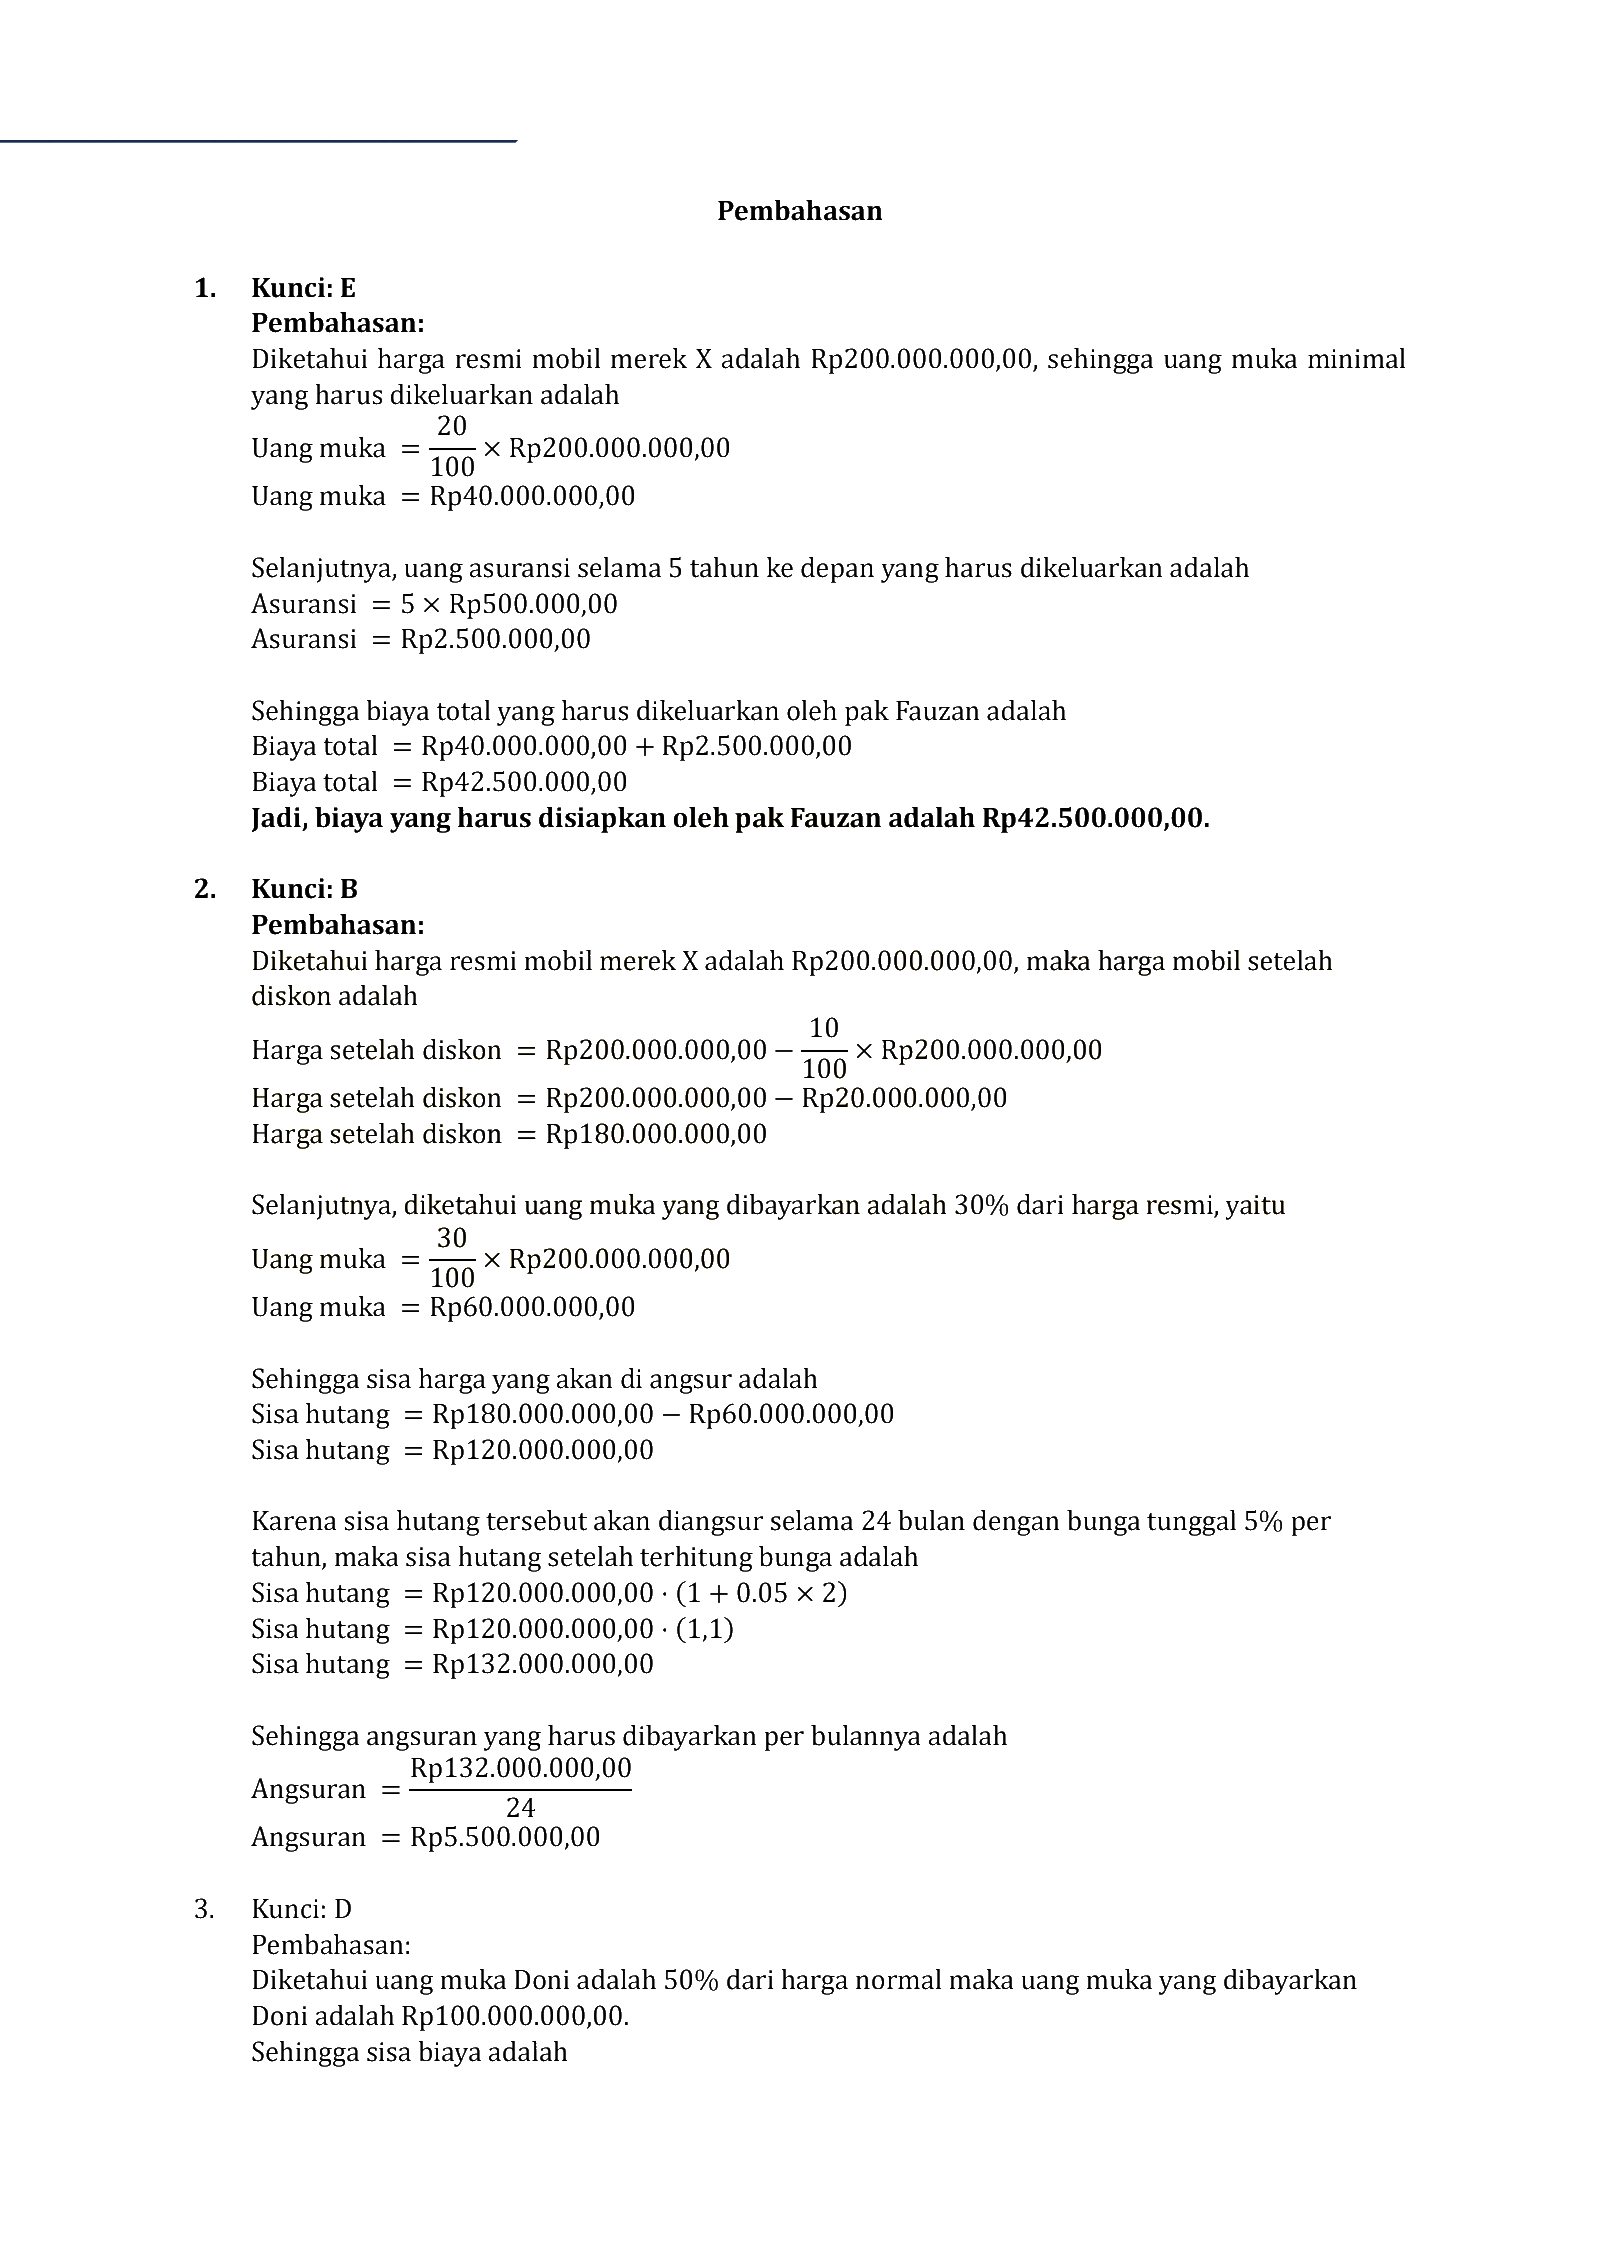 Pembahasan
1. Kunci: E
Pembahasan:
Diketahui harga resmi mobil merek X adalah Rp200.000.000,00, sehingga uang muka minimal
yang harus dikeluarkan adalah
Uang muka = 20/100 × Rp200.000.000,00
Uang muka = Rp40.000.000,00
Selanjutnya, uang asuransi selama 5 tahun ke depan yang harus dikeluarkan adalah
Asuransi = 5 × Rp500.000,00
Asuransi = Rp2.500.000,00
Sehingga biaya total yang harus dikeluarkan oleh pak Fauzan adalah
Biaya total = Rp40.000.000,00 + Rp2.500.000,00
Biaya total = Rp42.500.000,00
Jadi, biaya yang harus disiapkan oleh pak Fauzan adalah Rp42.500.000,00.
2. Kunci: B
Pembahasan:
Diketahui harga resmi mobil merek X adalah Rp200.000.000,00, maka harga mobil setelah
diskon adalah
Harga setelah diskon = Rp200.000.000,00 − 10/100 × Rp200.000.000,00
Harga setelah diskon = Rp200.000.000,00 − Rp20.000.000,00
Harga setelah diskon = Rp180.000.000,00
Selanjutnya, diketahui uang muka yang dibayarkan adalah 30% dari harga resmi, yaitu
Uang muka = 30/100 × Rp200.000.000,00
Uang muka = Rp60.000.000,00
Sehingga sisa harga yang akan di angsur adalah
Sisa hutang = Rp180.000.000,00 − Rp60.000.000,00
Sisa hutang = Rp120.000.000,00
Karena sisa hutang tersebut akan diangsur selama 24 bulan dengan bunga tunggal 5% per
tahun, maka sisa hutang setelah terhitung bunga adalah
Sisa hutang = Rp120.000.000,00 · (1 + 0.05 × 2)
Sisa hutang = Rp120.000.000,00 · (1,1)
Sisa hutang = Rp132.000.000,00
Sehingga angsuran yang harus dibayarkan per bulannya adalah
Angsuran = Rp132.000.000,00/24
Angsuran = Rp5.500.000,00
3. Kunci: D
Pembahasan:
Diketahui uang muka Doni adalah 50% dari harga normal maka uang muka yang dibayarkan
Doni adalah Rp100.000.000,00.
Sehingga sisa biaya adalah